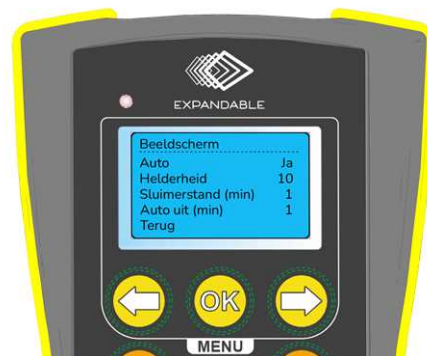 EXPANDABLE
Beeldscherm
Auto Ja
Helderheid 10
Sluimerstand (min) 1
Auto uit (min) 1
Terug
OK
MENU